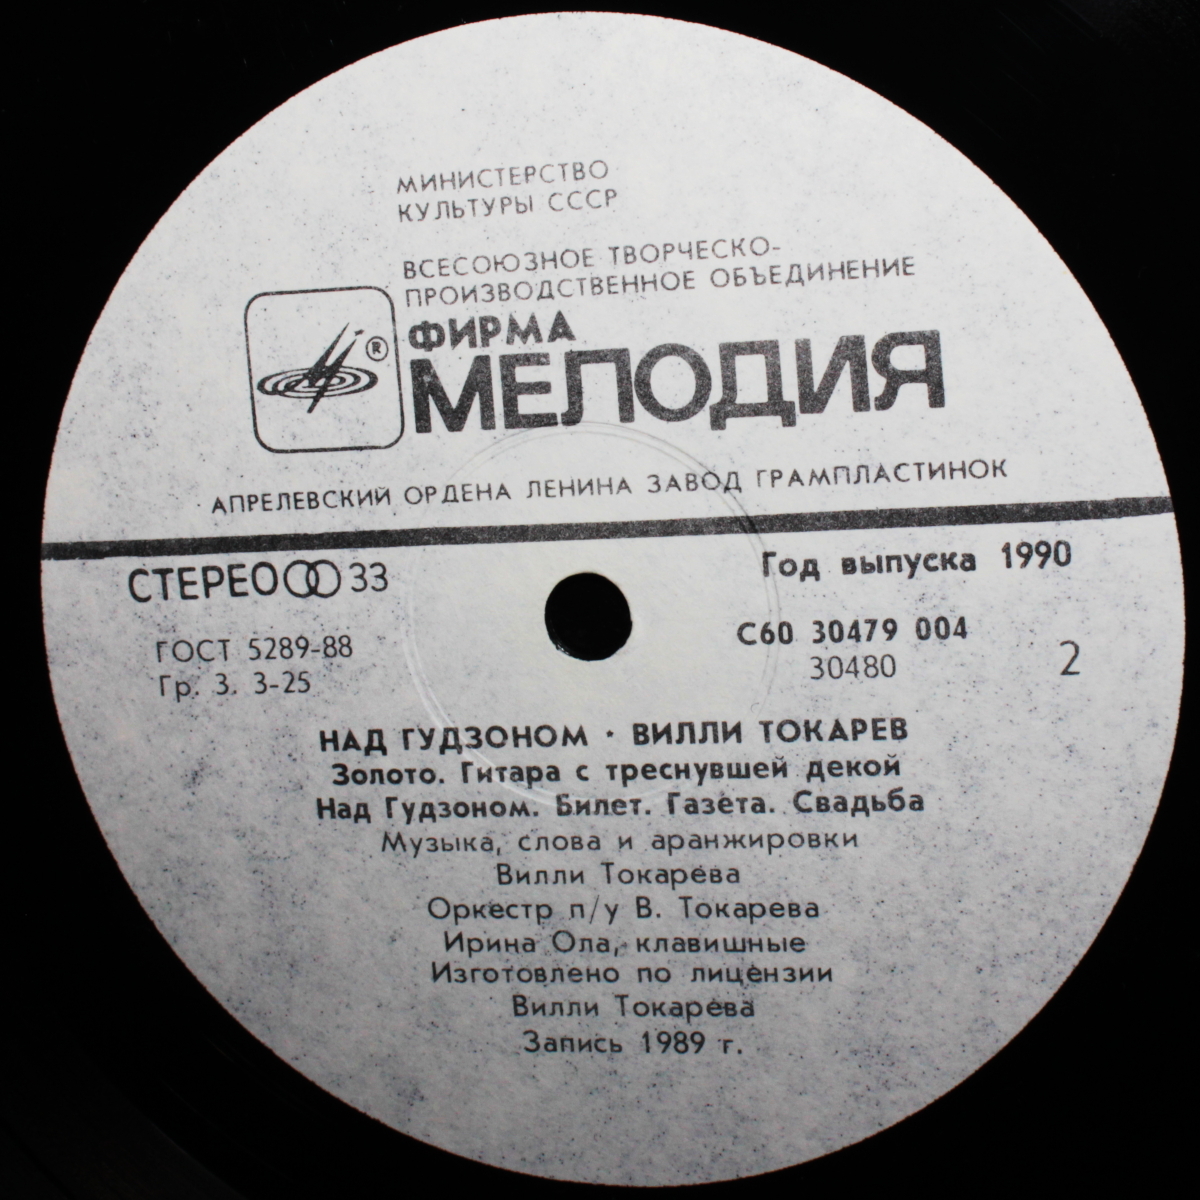 МИНИСТЕРСТВО
КУЛЬТУРЫ СССР
ВСЕСОЮЗНОЕ ТВОРЧЕСКО-
ПРОИЗВОДСТВЕННОЕ ОБЪЕДИНЕНИЕ
ФИРМА
®
МЕЛОДИЯ
АПРЕЛЕВСКИЙ ОРДЕНА ЛЕНИНА ЗАВОД ГРАМПЛАСТИНОК
СТЕРЕО 33
Год выпуска 1990
ГОСТ 5289-88
Гр. 3. 3-25
С60 30479 004
30480
2
НАД ГУДЗОНОМ · ВИЛЛИ ТОКАРЕВ
Золото. Гитара с треснувшей декой
Над Гудзоном. Билет. Газета. Свадьба
Музыка, слова и аранжировки
Вилли Токарева
Оркестр п/у В. Токарева
Ирина Ола, клавишные
Изготовлено по лицензии
Вилли Токарева
Запись 1989 г.